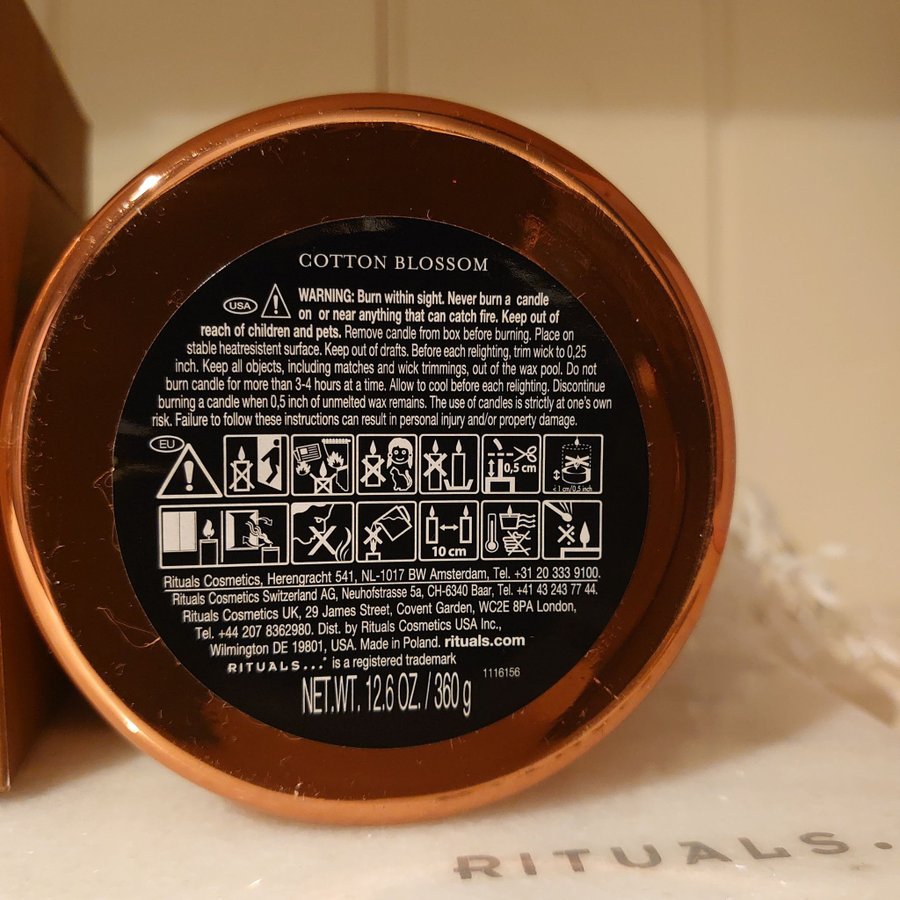 COTTON BLOSSOM
USA WARNING: Burn within sight. Never burn a candle
on or near anything that can catch fire. Keep out of
reach of children and pets. Remove candle from box before burning. Place on
stable heatresistent surface. Keep out of drafts. Before each relighting, trim wick to 0,25
inch. Keep all objects, including matches and wick trimmings, out of the wax pool. Do not
burn candle for more than 3-4 hours at a time. Allow to cool before each relighting. Discontinue
burning a candle when 0,5 inch of unmelted wax remains. The use of candles is strictly at one's own
risk. Failure to follow these instructions can result in personal injury and/or property damage.
EU
0,5 cm
< 1 cm/0,5 inch
10 cm
Rituals Cosmetics, Herengracht 541, NL-1017 BW Amsterdam, Tel. +31 20 333 9100.
Rituals Cosmetics Switzerland AG, Neuhofstrasse 5a, CH-6340 Baar, Tel. +41 43 243 77 44.
Rituals Cosmetics UK, 29 James Street, Covent Garden, WC2E 8PA London,
Tel. +44 207 8362980. Dist. by Rituals Cosmetics USA Inc.,
Wilmington DE 19801, USA. Made in Poland. rituals.com
RITUALS...® is a registered trademark
1116156
NET.WT. 12.6 OZ. / 360 g
RITUALS.